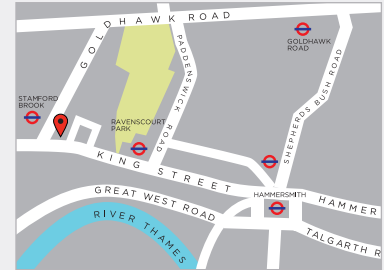 GOLDHAWK ROAD
GOLDHAWK
ROAD
PADDENSWICK ROAD
SHEPHERDS BUSH ROAD
STAMFORD
BROOK
RAVENSCOURT
PARK
KING STREET
HAMMERSMITH
HAMMER
GREAT WEST ROAD
RIVER THAMES
TALGARTH R